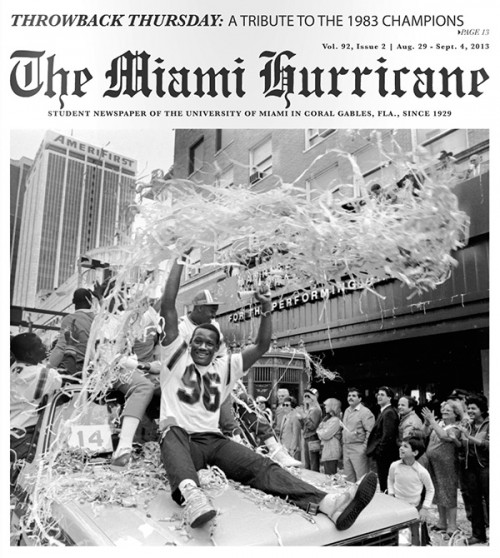 THROWBACK THURSDAY: A TRIBUTE TO THE 1983 CHAMPIONS
PAGE 13
Vol. 92, Issue 2 | Aug. 29 - Sept. 4, 2013
The Miami Hurricane
STUDENT NEWSPAPER OF THE UNIVERSITY OF MIAMI IN CORAL GABLES, FLA., SINCE 1929
AMERIFIRST
FOR THE PERFORMING
96
14